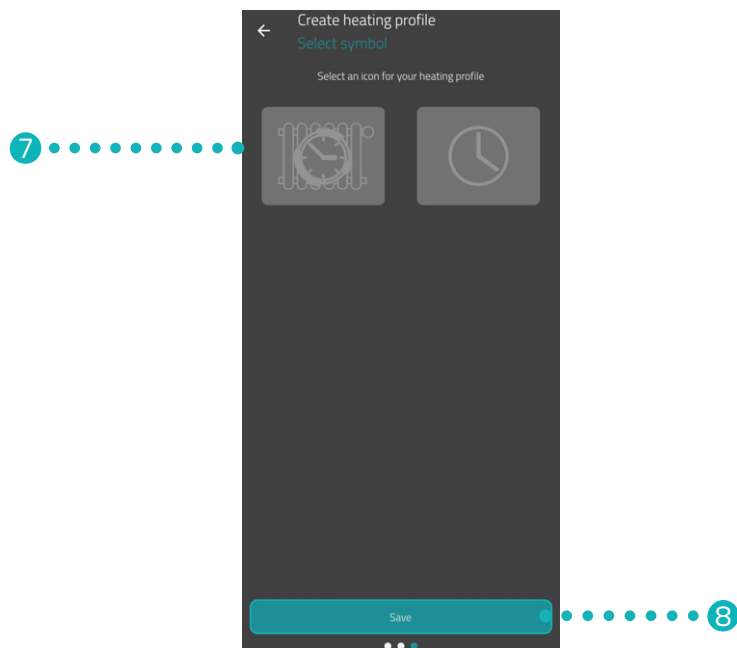 Create heating profile
Select symbol
Select an icon for your heating profile
7
Save
8